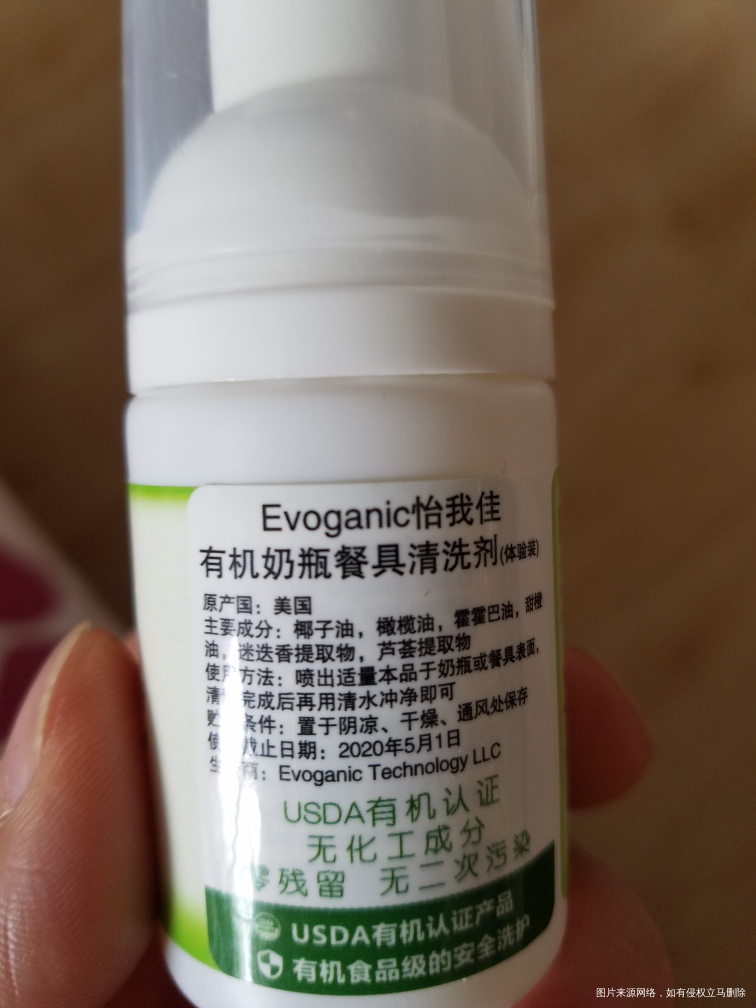 Evoganic怡我佳
有机奶瓶餐具清洗剂(体验装)
原产国：美国
主要成分：椰子油，橄榄油，霍霍巴油，甜橙
油，迷迭香提取物，芦荟提取物
使用方法：喷出适量本品于奶瓶或餐具表面，
清 完成后再用清水冲净即可
贮 条件：置于阴凉、干燥、通风处保存
使 截止日期：2020年5月1日
生 商：Evoganic Technology LLC
USDA有机认证
无化工成分
零残留 无二次污染
USDA有机认证产品
有机食品级的安全洗护
图片来源网络，如有侵权立马删除